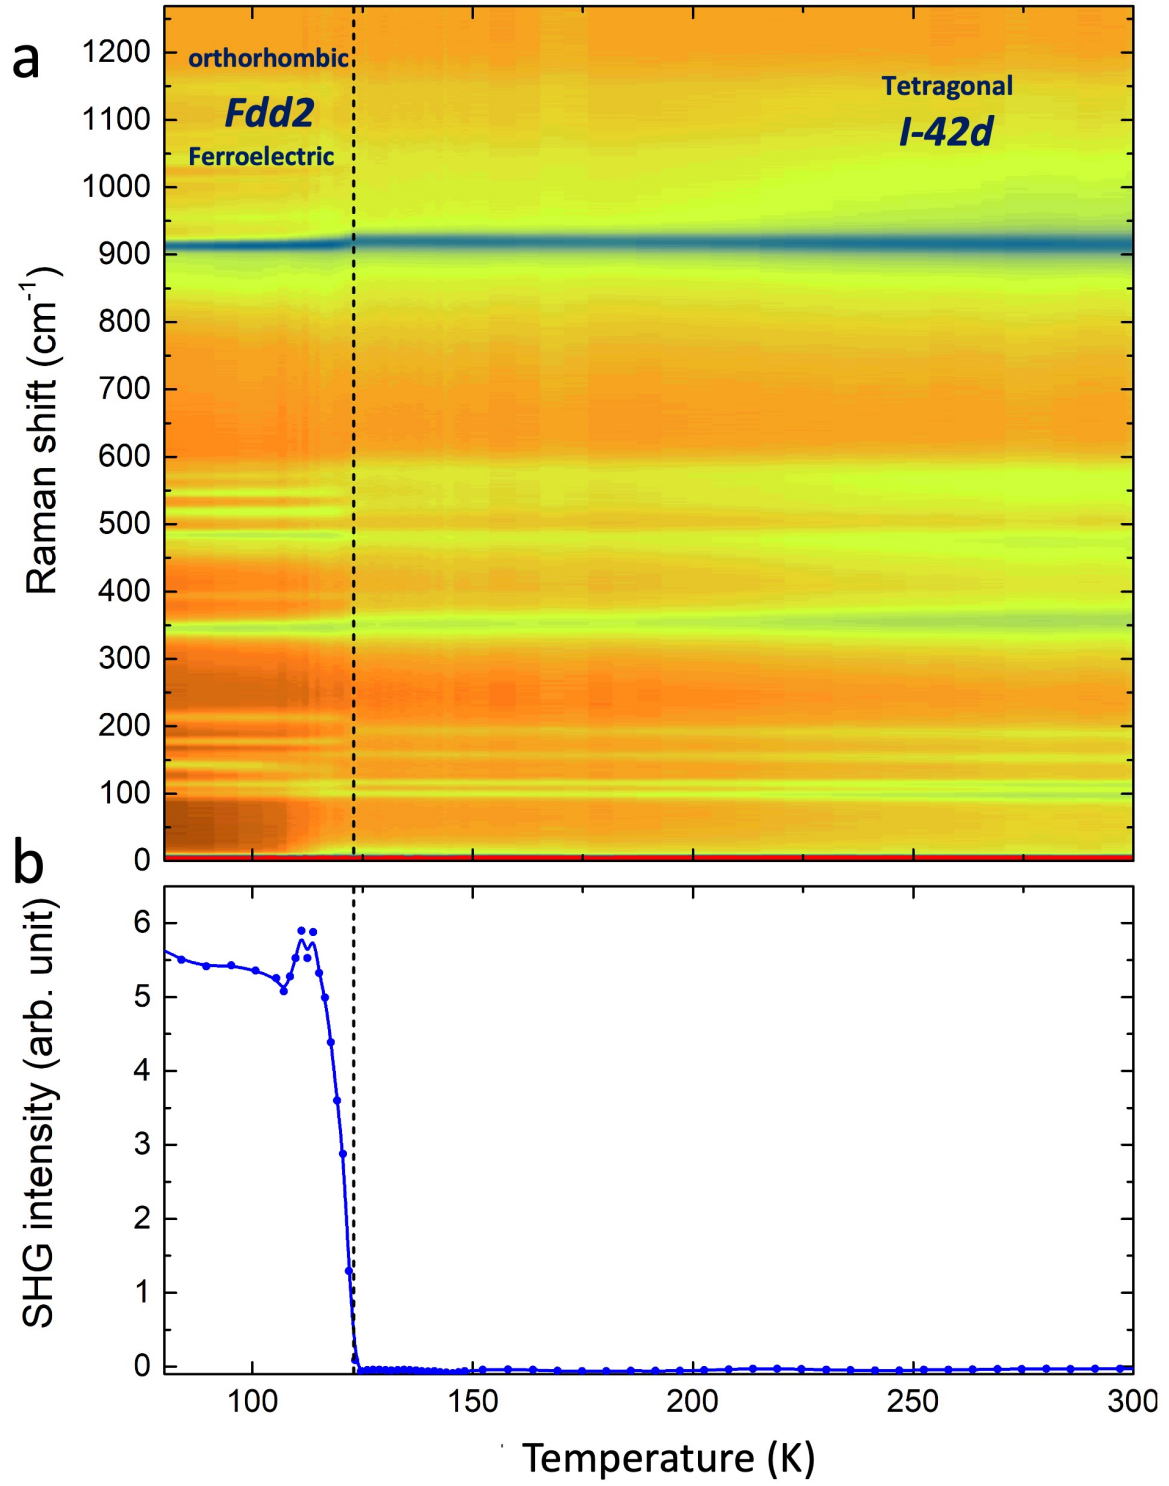 a
1200
1100
1000
900
800
700
600
500
400
300
200
100
0
Raman shift (cm⁻¹)
orthorhombic
Fdd2
Ferroelectric
Tetragonal
I-42d
b
6
5
4
3
2
1
0
SHG intensity (arb. unit)
100 150 200 250 300
Temperature (K)